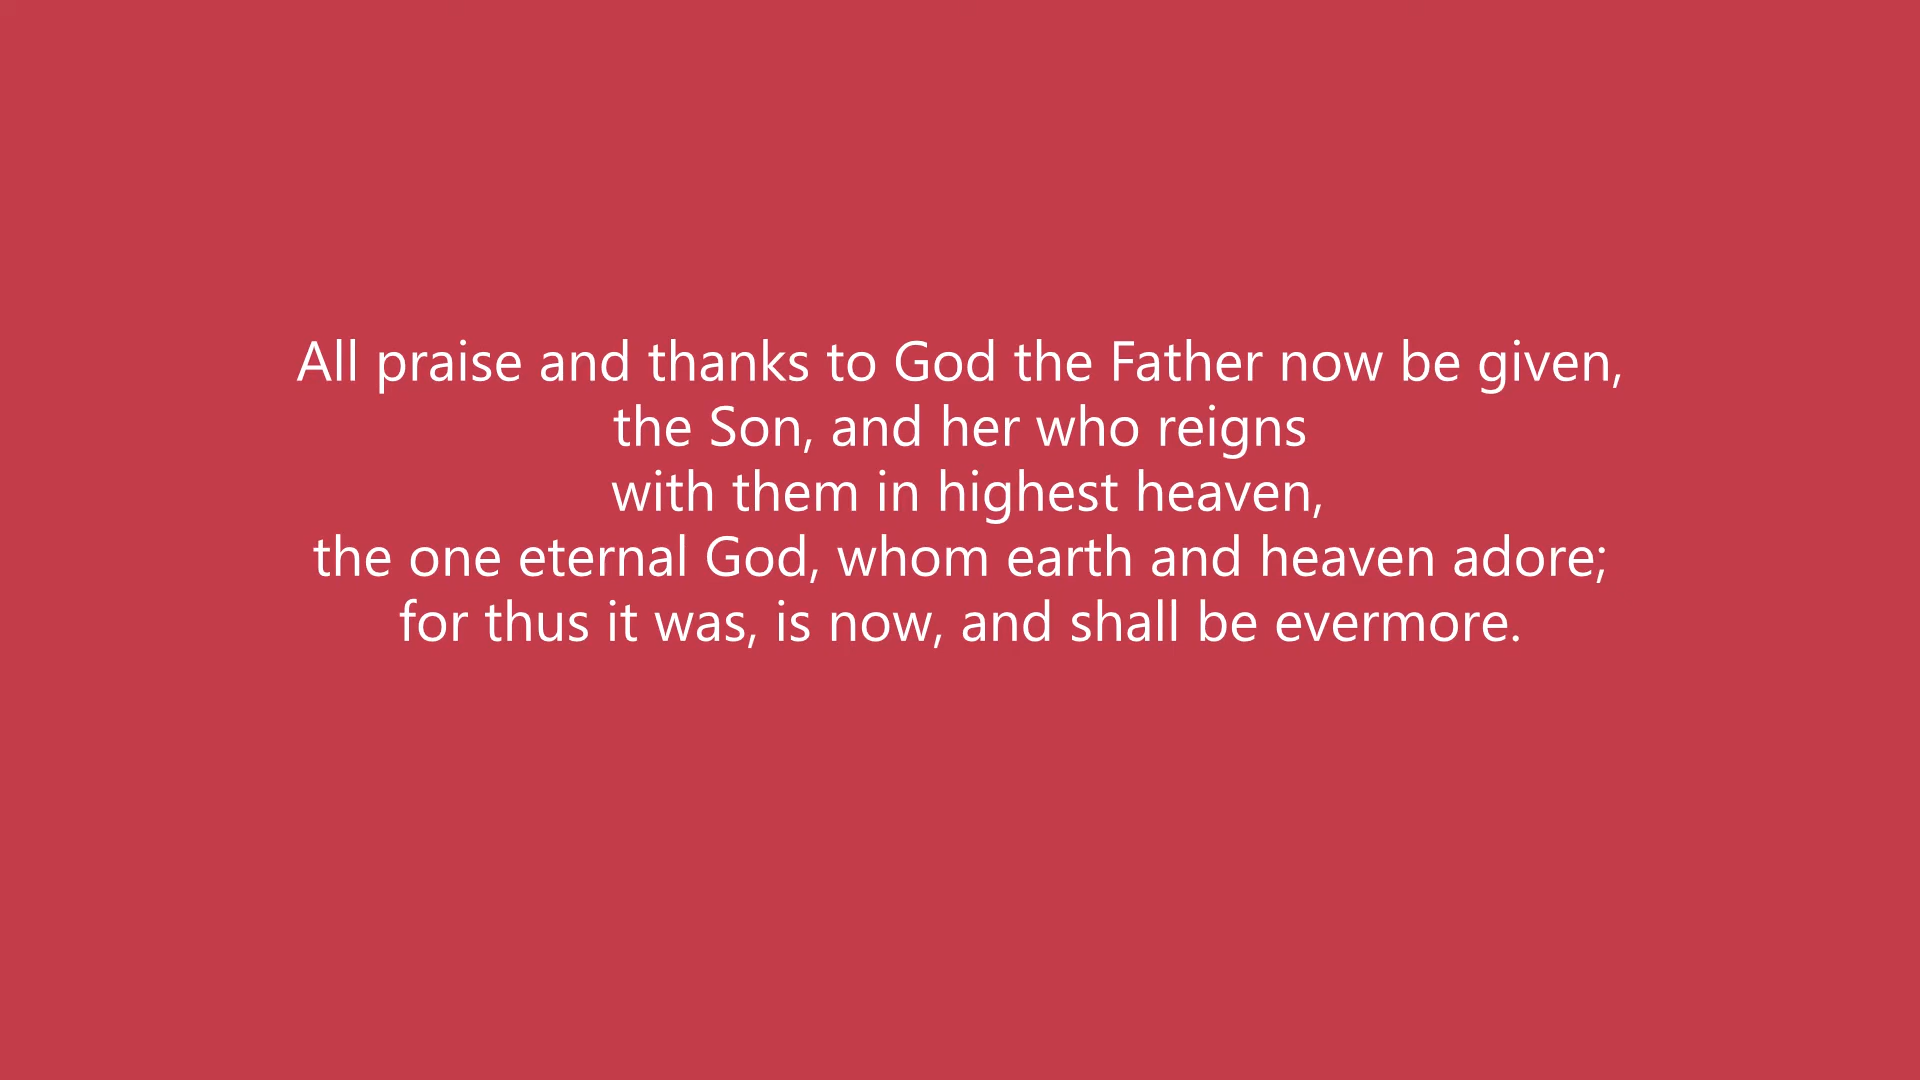 All praise and thanks to God the Father now be given,
the Son, and her who reigns
with them in highest heaven,
the one eternal God, whom earth and heaven adore;
for thus it was, is now, and shall be evermore.